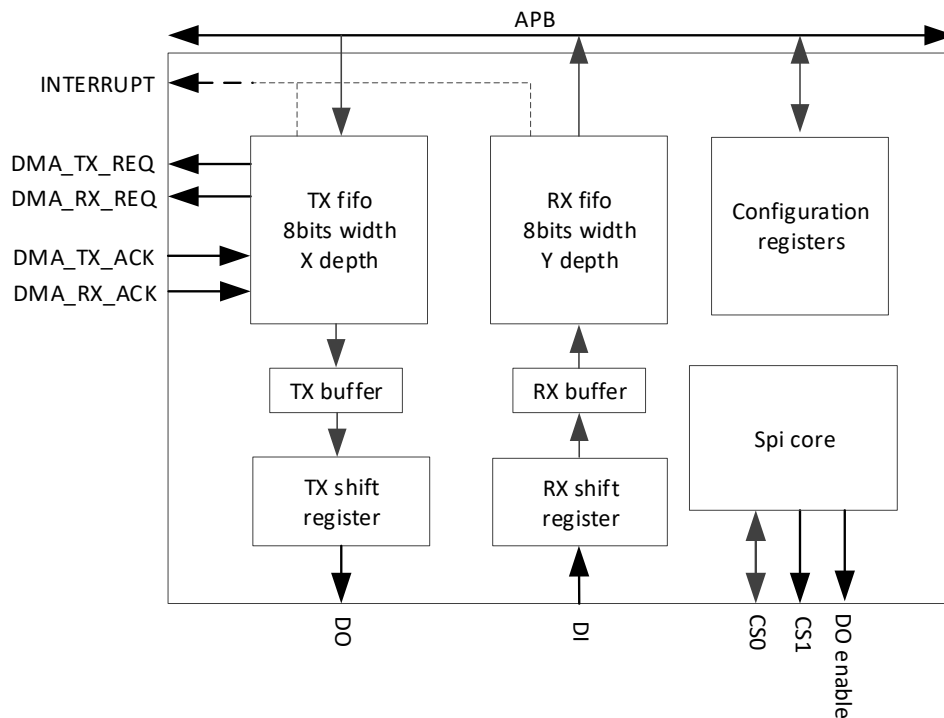 APB
INTERRUPT
DMA_TX_REQ
DMA_RX_REQ
DMA_TX_ACK
DMA_RX_ACK
TX fifo
8bits width
X depth
RX fifo
8bits width
Y depth
Configuration
registers
TX buffer
RX buffer
Spi core
TX shift
register
RX shift
register
DO
DI
CS0
CS1
DO enable